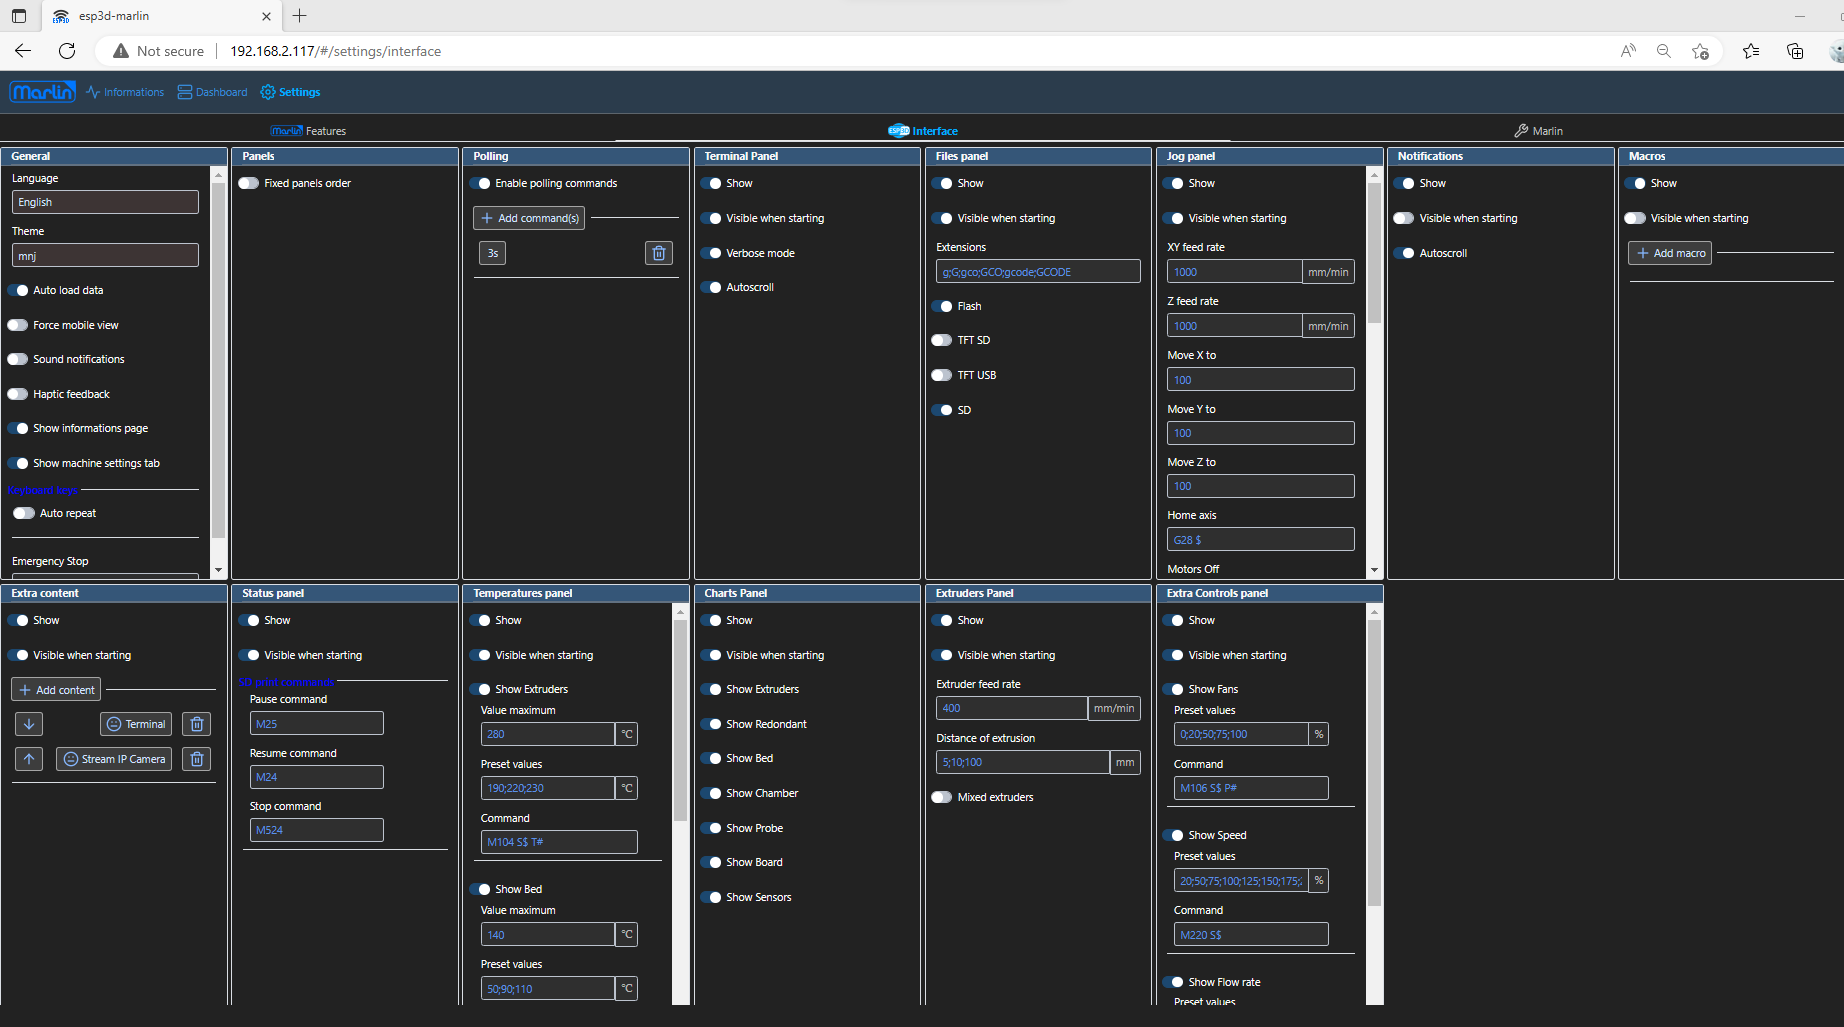 esp3d-marlin
Not secure
192.168.2.117/#/settings/interface
Marlin
Informations
Dashboard
Settings
Marlin Features
ESP3D Interface
Marlin
General
Language
English
Theme
mnj
Auto load data
Force mobile view
Sound notifications
Haptic feedback
Show informations page
Show machine settings tab
Keyboard keys
Auto repeat
Emergency Stop
Panels
Fixed panels order
Polling
Enable polling commands
Add command(s)
3s
Terminal Panel
Show
Visible when starting
Verbose mode
Autoscroll
Files panel
Show
Visible when starting
Extensions
g;G;gco;GCO;gcode;GCODE
Flash
TFT SD
TFT USB
SD
Jog panel
Show
Visible when starting
XY feed rate
1000 mm/min
Z feed rate
1000 mm/min
Move X to
100
Move Y to
100
Move Z to
100
Home axis
G28 $
Motors Off
Notifications
Show
Visible when starting
Autoscroll
Macros
Show
Visible when starting
Add macro
Extra content
Show
Visible when starting
Add content
Terminal
Stream IP Camera
Status panel
Show
Visible when starting
SD print commands
Pause command
M25
Resume command
M24
Stop command
M524
Temperatures panel
Show
Visible when starting
Show Extruders
Value maximum
280 °C
Preset values
190;220;230 °C
Command
M104 S$ T#
Show Bed
Value maximum
140 °C
Preset values
50;90;110 °C
Charts Panel
Show
Visible when starting
Show Extruders
Show Redondant
Show Bed
Show Chamber
Show Probe
Show Board
Show Sensors
Extruders Panel
Show
Visible when starting
Extruder feed rate
400 mm/min
Distance of extrusion
5;10;100 mm
Mixed extruders
Extra Controls panel
Show
Visible when starting
Show Fans
Preset values
0;20;50;75;100 %
Command
M106 S$ P#
Show Speed
Preset values
20;50;75;100;125;150;175; %
Command
M220 S$
Show Flow rate
Preset values